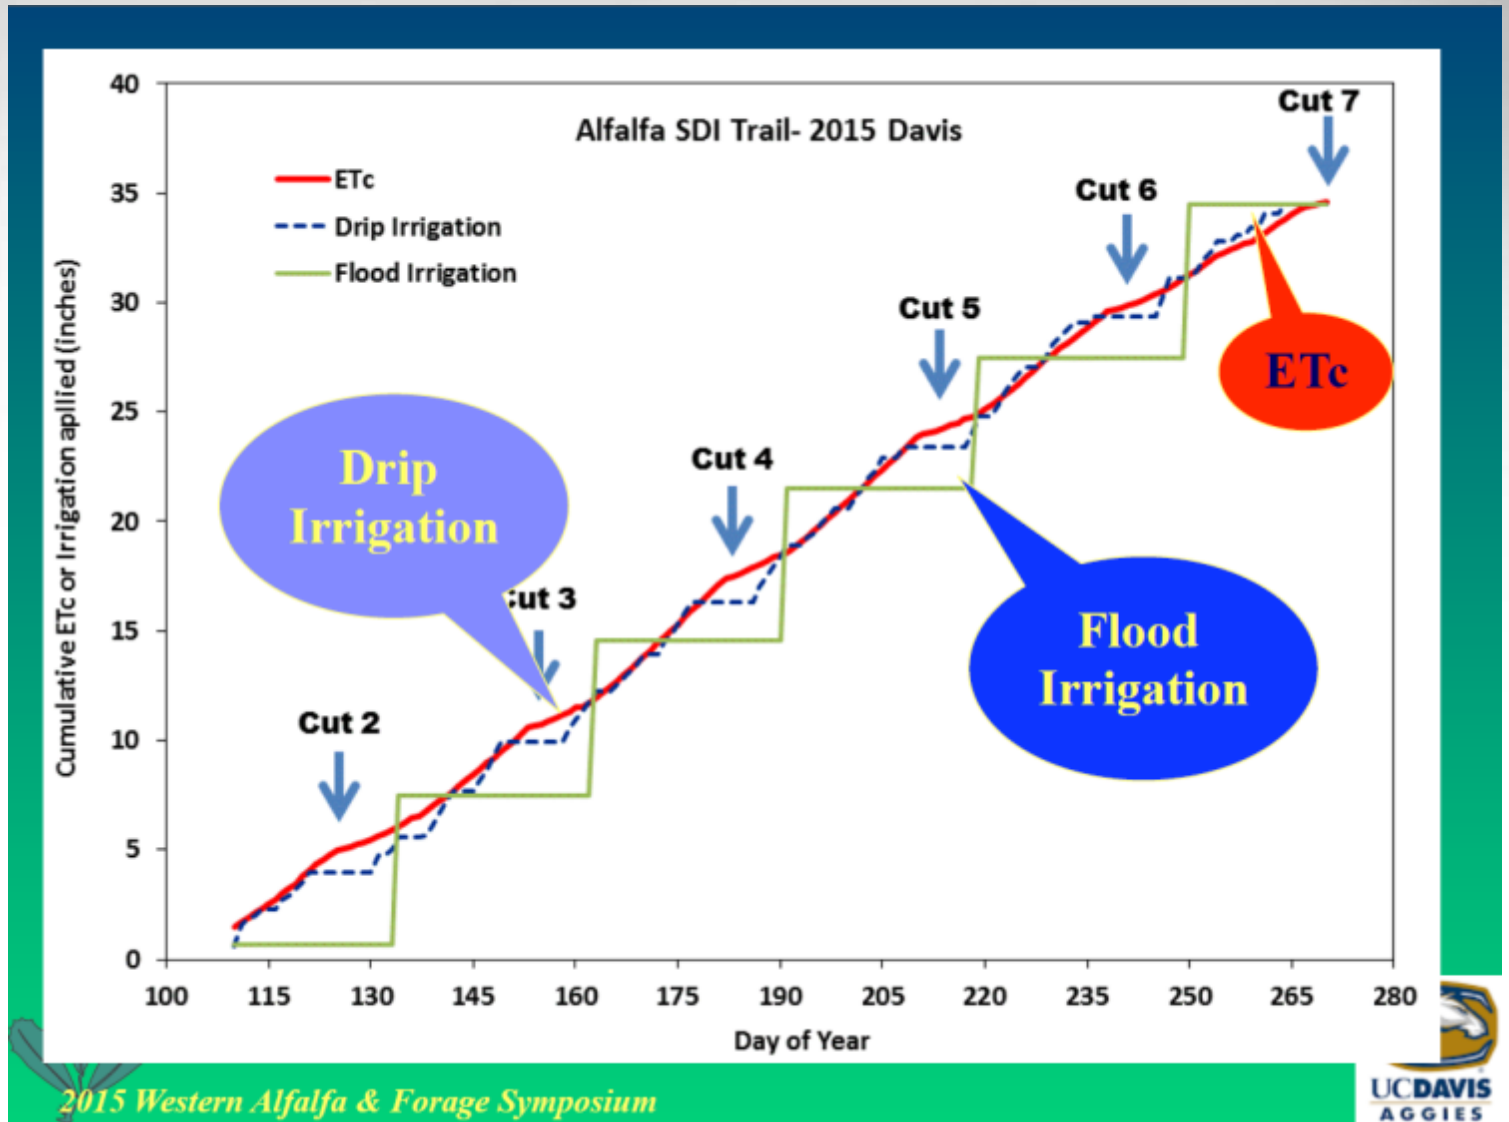 Alfalfa SDI Trail- 2015 Davis
ETc
Drip Irrigation
Flood Irrigation
Cut 7
Cut 6
Cut 5
Cut 4
ut 3
Cut 2
Drip
Irrigation
Flood
Irrigation
ETc
Cumulative ETc or Irrigation apllied (inches)
40
35
30
25
20
15
10
5
0
100 115 130 145 160 175 190 205 220 235 250 265 280
Day of Year
2015 Western Alfalfa & Forage Symposium
UCDAVIS
AGGIES